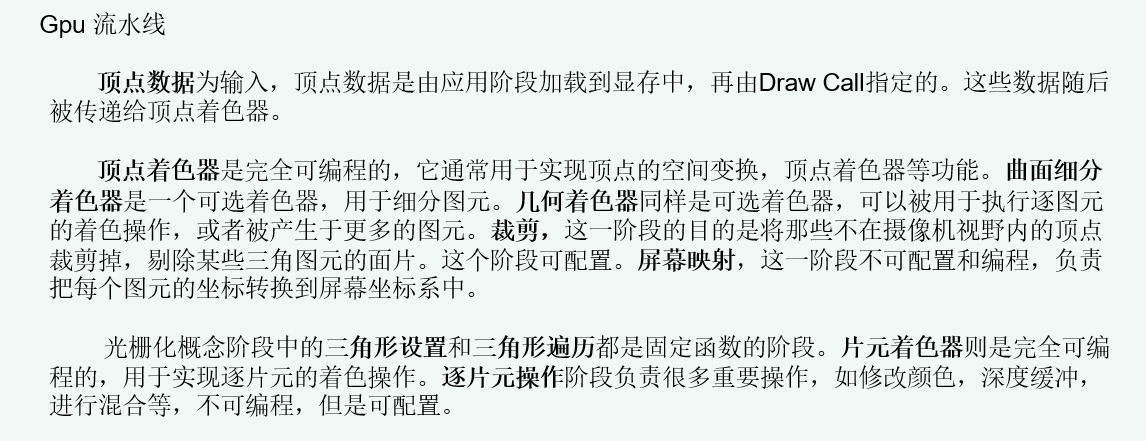 Gpu 流水线
顶点数据为输入，顶点数据是由应用阶段加载到显存中，再由Draw Call指定的。这些数据随后
被传递给顶点着色器。
顶点着色器是完全可编程的，它通常用于实现顶点的空间变换，顶点着色器等功能。曲面细分
着色器是一个可选着色器，用于细分图元。几何着色器同样是可选着色器，可以被用于执行逐图元
的着色操作，或者被产生于更多的图元。裁剪，这一阶段的目的是将那些不在摄像机视野内的顶点
裁剪掉，剔除某些三角图元的面片。这个阶段可配置。屏幕映射，这一阶段不可配置和编程，负责
把每个图元的坐标转换到屏幕坐标系中。
光栅化概念阶段中的三角形设置和三角形遍历都是固定函数的阶段。片元着色器则是完全可编
程的，用于实现逐片元的着色操作。逐片元操作阶段负责很多重要操作，如修改颜色，深度缓冲，
进行混合等，不可编程，但是可配置。